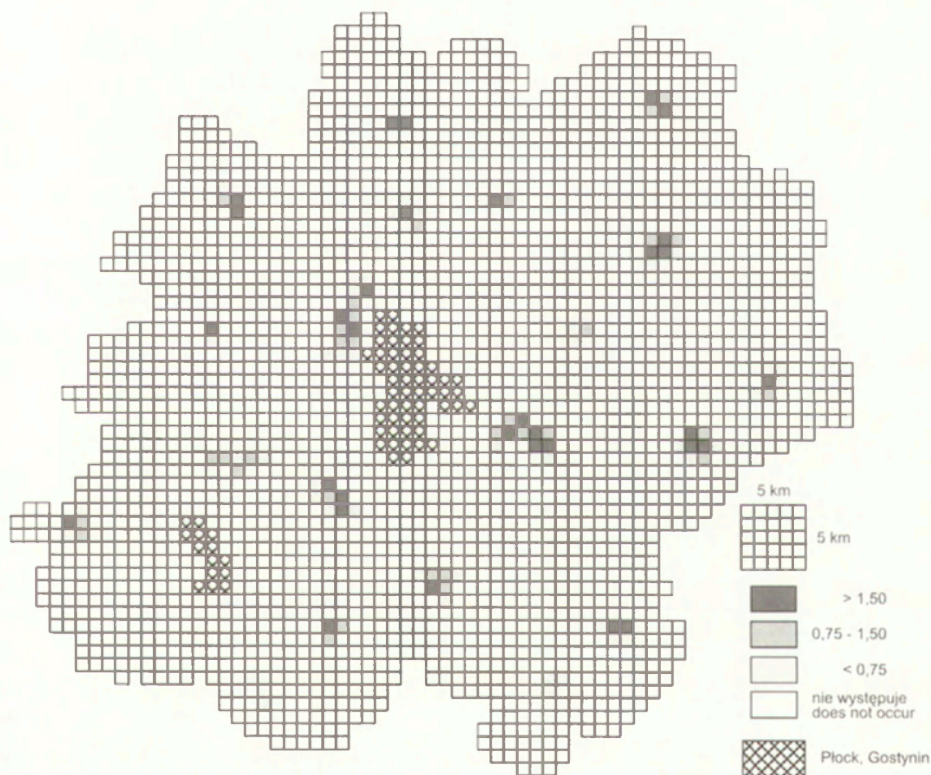 5 km
5 km
> 1,50
0,75 - 1,50
< 0,75
nie występuje
does not occur
Płock, Gostynin